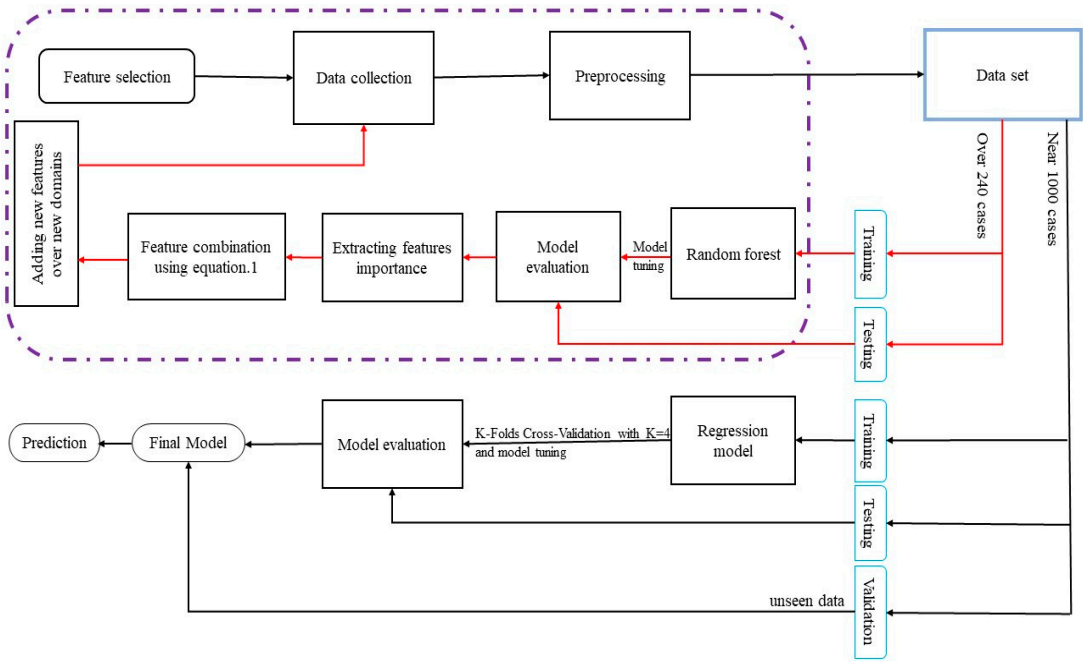 Feature selection
Data collection
Preprocessing
Data set
Over 240 cases
Near 1000 cases
Adding new features
over new domains
Feature combination
using equation.1
Extracting features
importance
Model
evaluation
Model
tuning
Random forest
Training
Testing
Prediction
Final Model
Model evaluation
K-Folds Cross-Validation with K=4
and model tuning
Regression
model
Training
Testing
unseen data
Validation